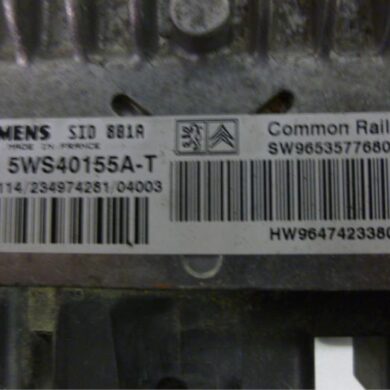 MENS SID 801A
MADE IN FRANCE
5WS40155A-T
114/234974281/04003
Common Rail
SW9653577680
HW9647423380